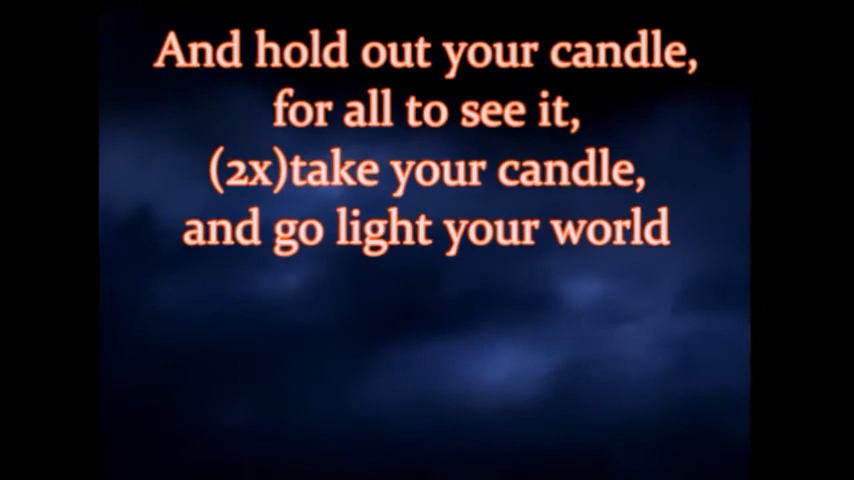 And hold out your candle,
for all to see it,
(2x)take your candle,
and go light your world